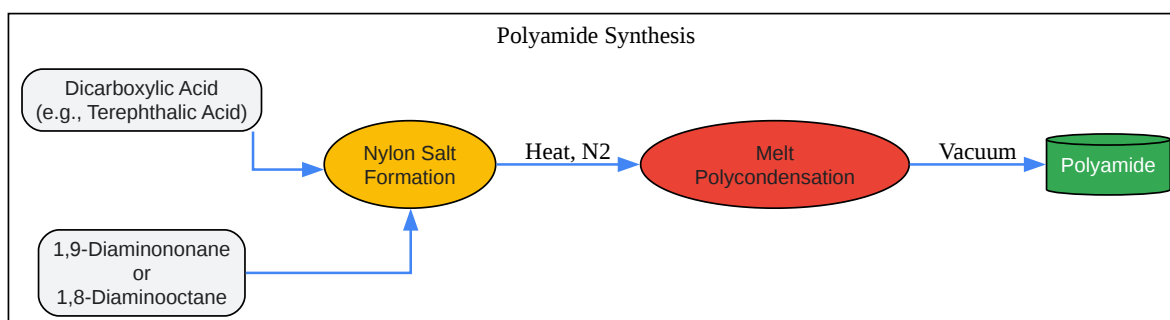 Polyamide Synthesis
Dicarboxylic Acid
(e.g., Terephthalic Acid)
Nylon Salt
Formation
Heat, N2
Melt
Polycondensation
Vacuum
Polyamide
1,9-Diaminononane
or
1,8-Diaminooctane